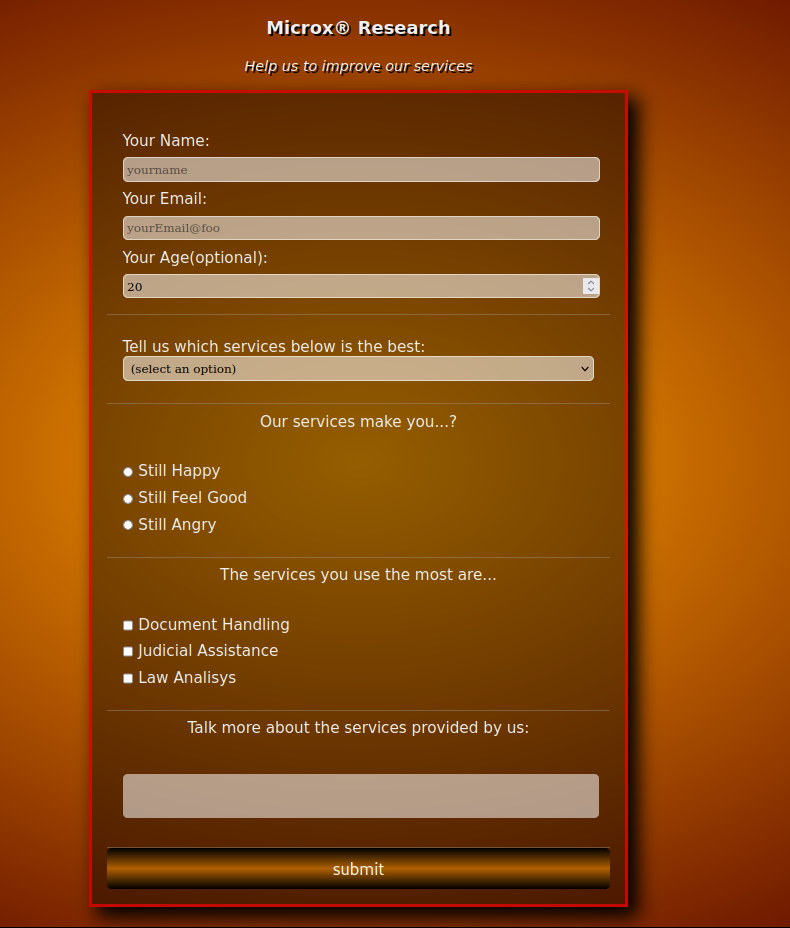 Microx® Research
Help us to improve our services
Your Name:
yourname
Your Email:
yourEmail@foo
Your Age(optional):
20
Tell us which services below is the best:
(select an option)
Our services make you...?
Still Happy
Still Feel Good
Still Angry
The services you use the most are...
Document Handling
Judicial Assistance
Law Analisys
Talk more about the services provided by us:
submit